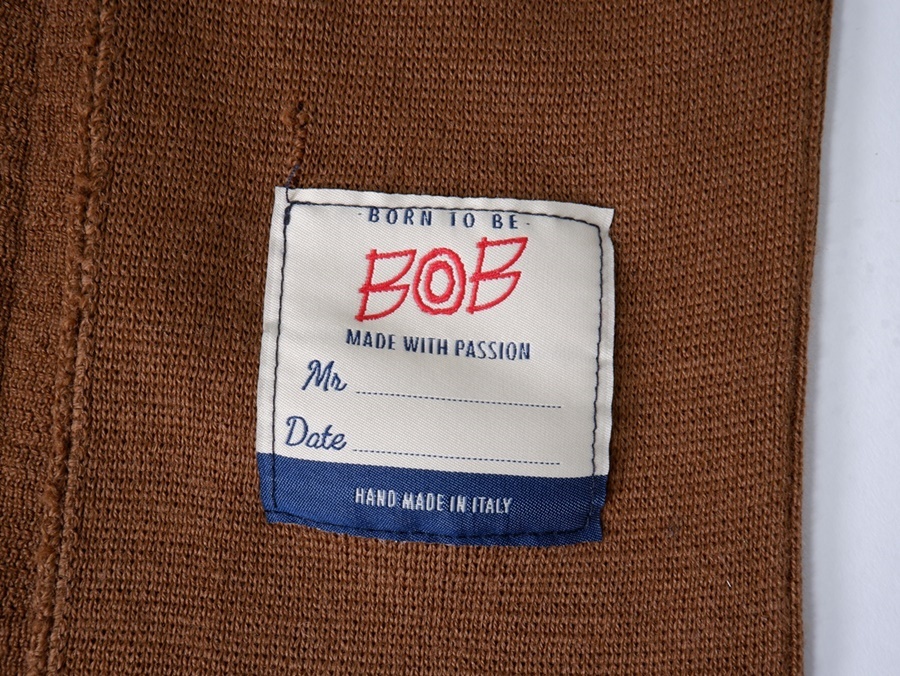 -BORN TO BE-
BOB
MADE WITH PASSION
Mr
Date
HAND MADE IN ITALY